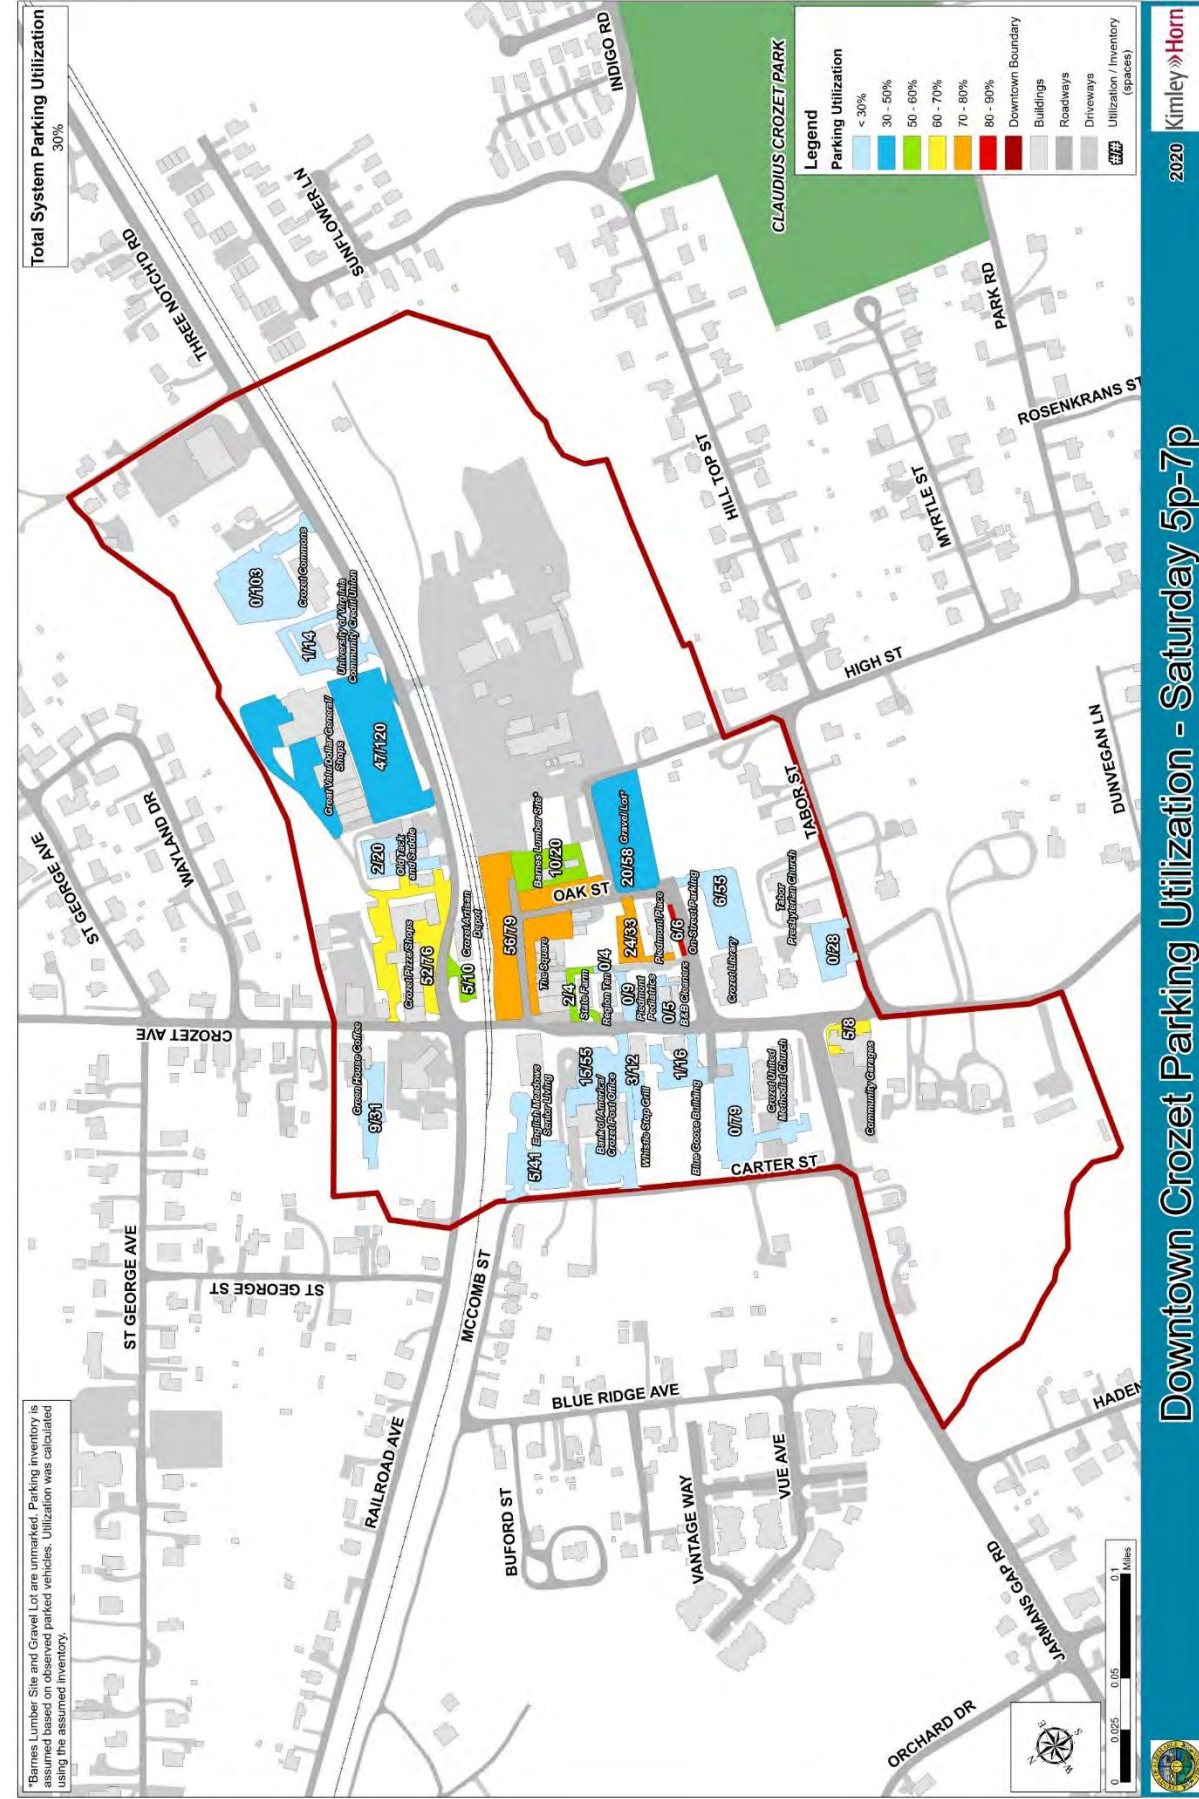 *Barnes Lumber Site and Gravel Lot are unmarked. Parking inventory is
assumed based on observed parked vehicles. Utilization was calculated
using the assumed inventory.
Total System Parking Utilization
30%
THREE NOTCH'D RD
SUNFLOWER LN
INDIGO RD
CLAUDIUS CROZET PARK
ST GEORGE AVE
WAYLAND DR
CROZET AVE
ST GEORGE AVE
ST GEORGE ST
RAILROAD AVE
MCCOMB ST
0/103
Crozet Commons
1/14
University of Virginia
Community Credit Union
Great Valu/Dollar General/
Shops
47/120
2/20
Old Tack
and Saddle
Crozet Pizza/Shops
52/76
5/10
Crozet Artisan
Depot
Green House Coffee
9/31
56/79
The Square
Barnes Lumber Site*
10/20
OAK ST
20/58
Gravel Lot*
2/4
State Farm
Region Ten
0/4
24/33
0/9
Piedmont
Pediatrics
Piedmont Place
6/6
On-Street Parking
0/5
B&B Cleaners
6/55
Crozet Library
Tabor
Presbyterian Church
0/28
TABOR ST
5/41
English Meadows
Senior Living
15/55
Bank of America/
Crozet Post Office
3/12
Whistle Stop Grill
1/16
Blue Goose Building
0/79
Crozet United
Methodist Church
CARTER ST
5/8
Community Garages
HILL TOP ST
MYRTLE ST
PARK RD
ROSENKRANS ST
HIGH ST
DUNVEGAN LN
BLUE RIDGE AVE
BUFORD ST
VANTAGE WAY
VUE AVE
HADEN
JARMANS GAP RD
ORCHARD DR
Legend
Parking Utilization
< 30%
30 - 50%
50 - 60%
60 - 70%
70 - 80%
80 - 90%
Downtown Boundary
Buildings
Roadways
Driveways
#/# Utilization / Inventory
(spaces)
N
E
S
W
0 0.025 0.05 0.1
Miles
Downtown Crozet Parking Utilization - Saturday 5p-7p
2020
Kimley»Horn